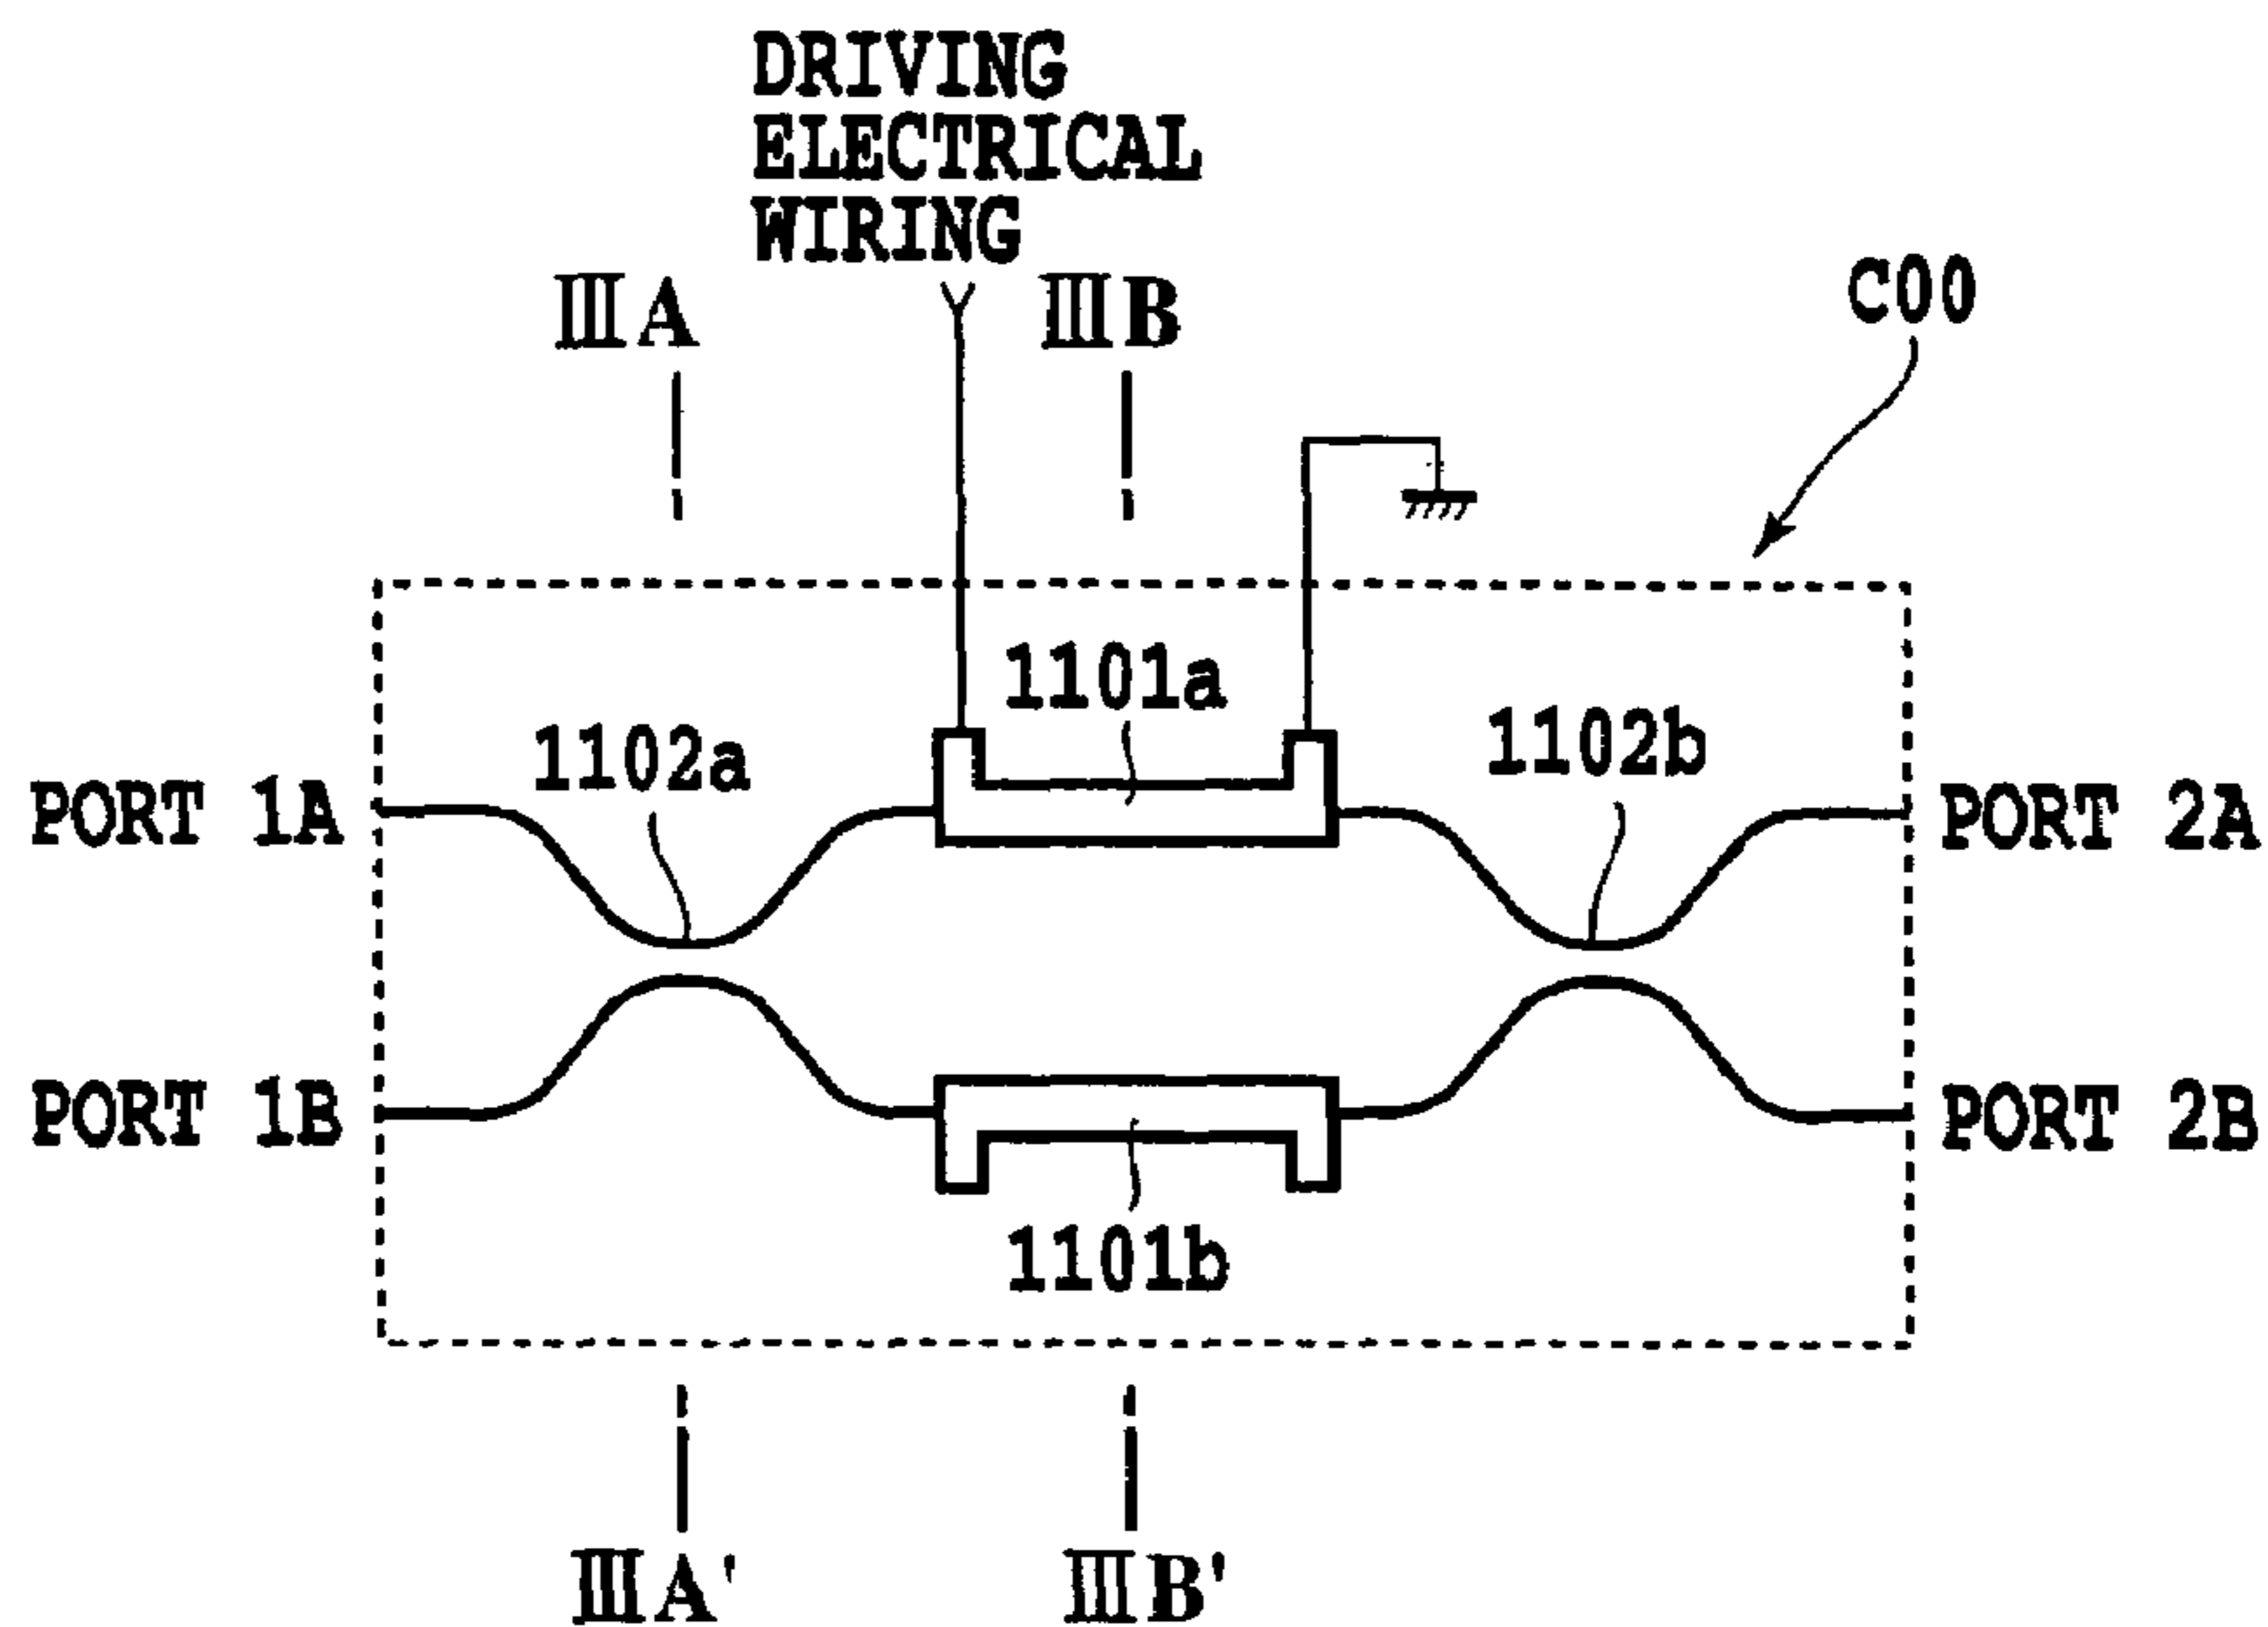 DRIVING
ELECTRICAL
WIRING
ⅢA
ⅢB
C00
1101a
1102a
1102b
PORT 1A
PORT 2A
PORT 1B
PORT 2B
1101b
ⅢA'
ⅢB'